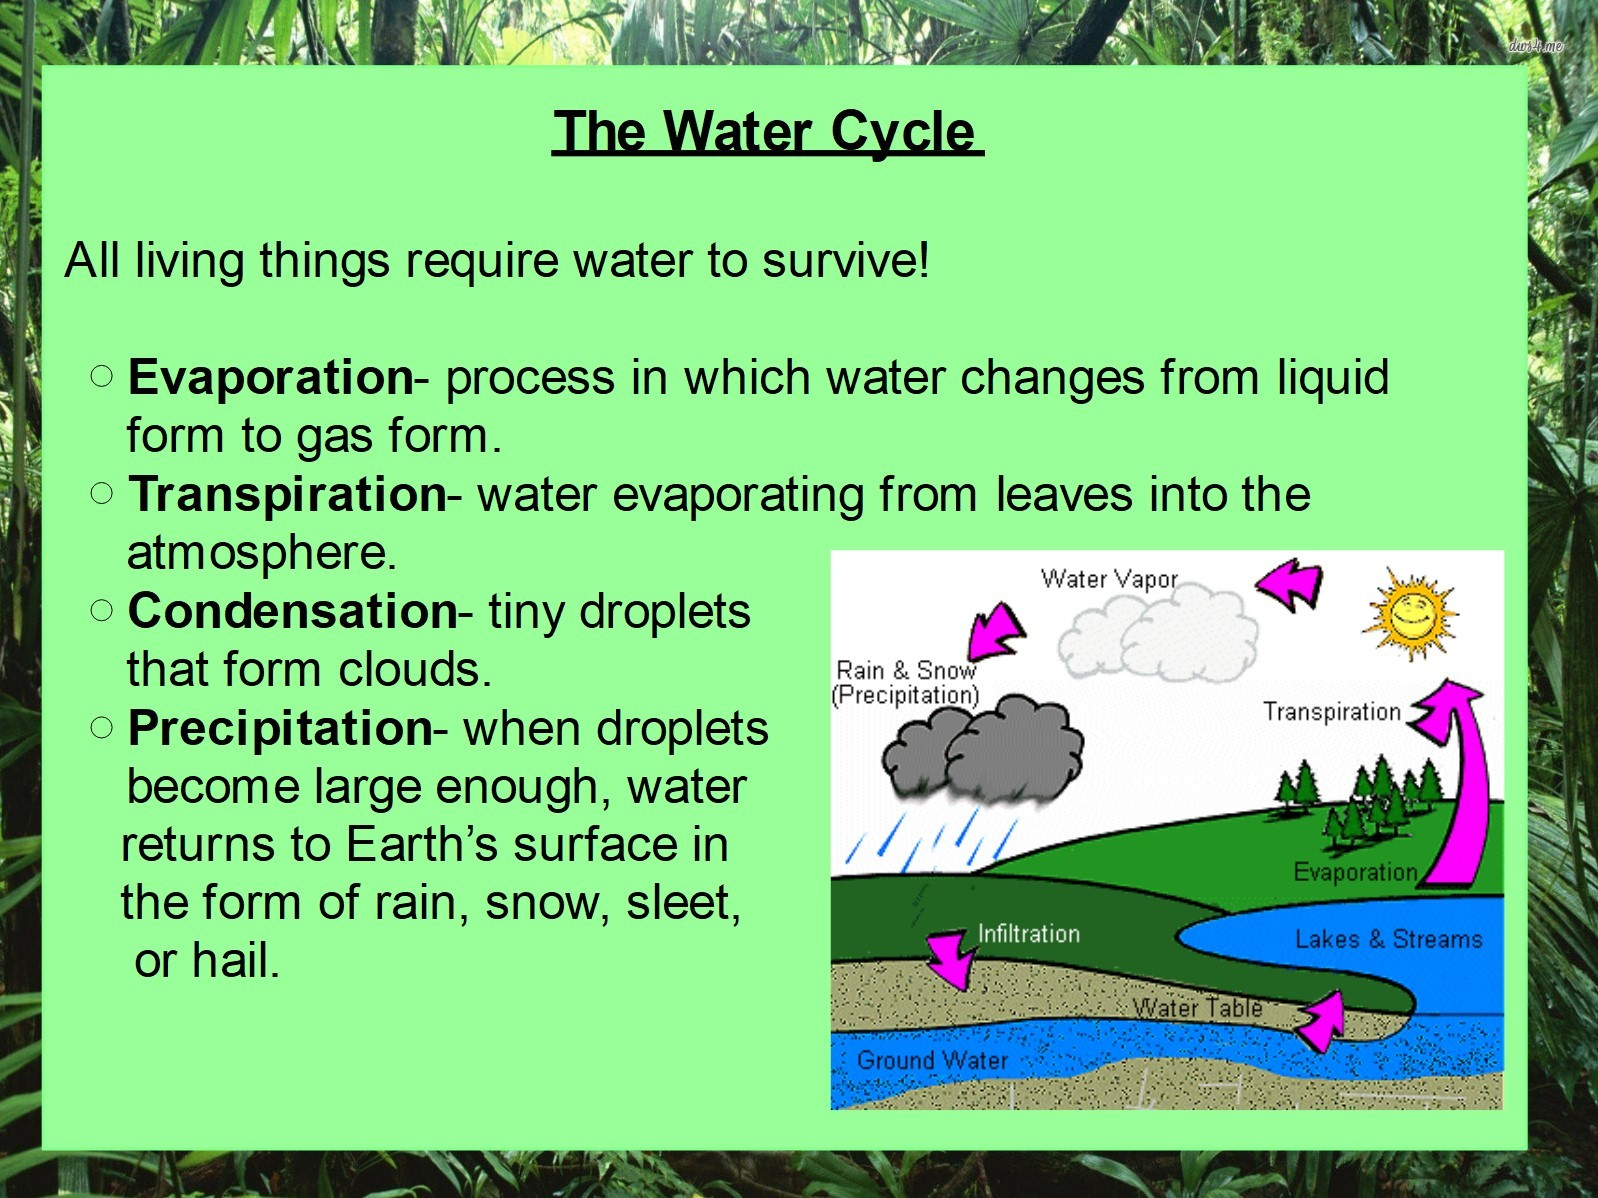 dws4.me
The Water Cycle
All living things require water to survive!
○ Evaporation- process in which water changes from liquid
form to gas form.
○ Transpiration- water evaporating from leaves into the
atmosphere.
○ Condensation- tiny droplets
that form clouds.
○ Precipitation- when droplets
become large enough, water
returns to Earth’s surface in
the form of rain, snow, sleet,
or hail.
Water Vapor
Rain & Snow
(Precipitation)
Transpiration
Evaporation
Infiltration
Lakes & Streams
Water Table
Ground Water